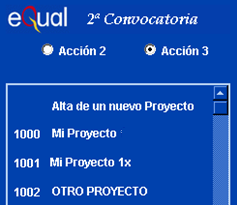 eQual 2ª Convocatoria
Acción 2 Acción 3
Alta de un nuevo Proyecto
1000 Mi Proyecto
1001 Mi Proyecto 1x
1002 OTRO PROYECTO